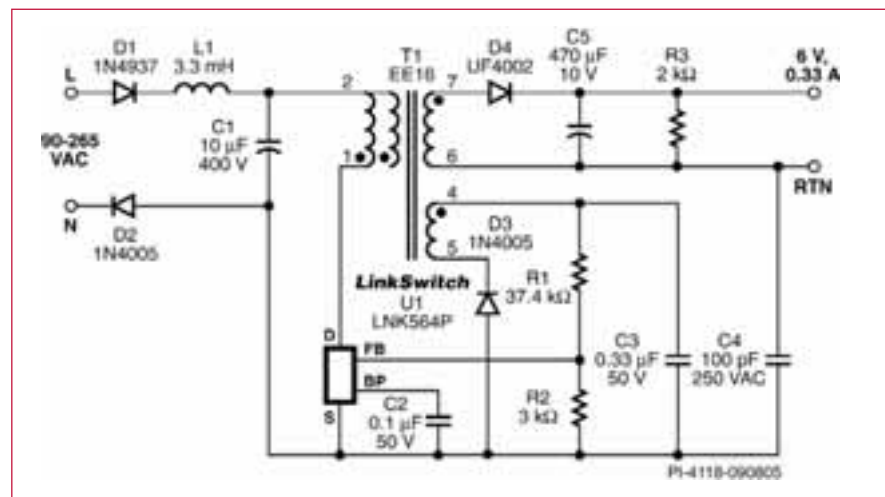 D1
1N4937
L1
3.3 mH
T1
EE16
D4
UF4002
C5
470 µF
10 V
R3
2 kΩ
6 V,
0.33 A
L
2
7
90-265
VAC
C1
10 µF
400 V
1
6
RTN
N
D2
1N4005
4
5
D3
1N4005
LinkSwitch
U1
LNK564P
R1
37.4 kΩ
D
FB
BP
S
C2
0.1 µF
50 V
R2
3 kΩ
C3
0.33 µF
50 V
C4
100 pF
250 VAC
PI-4118-090805